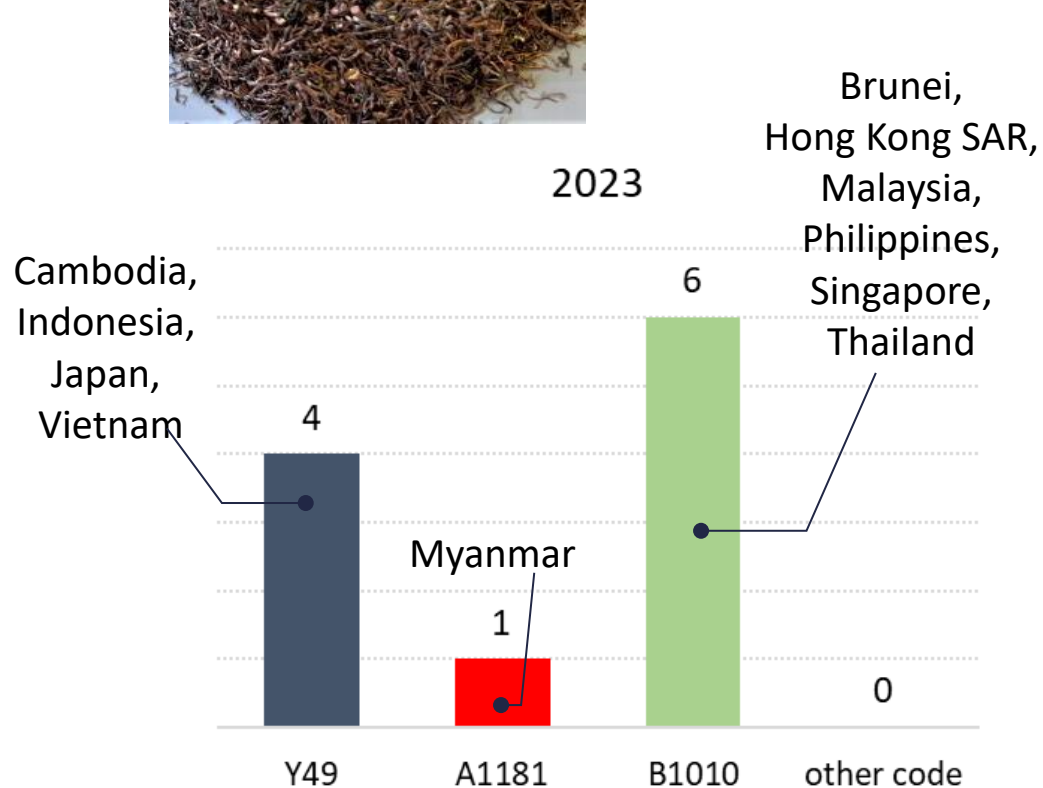 Brunei,
Hong Kong SAR,
Malaysia,
Philippines,
Singapore,
Thailand
2023
Cambodia,
Indonesia,
Japan,
Vietnam
6
4
Myanmar
1
0
Y49
A1181
B1010
other code